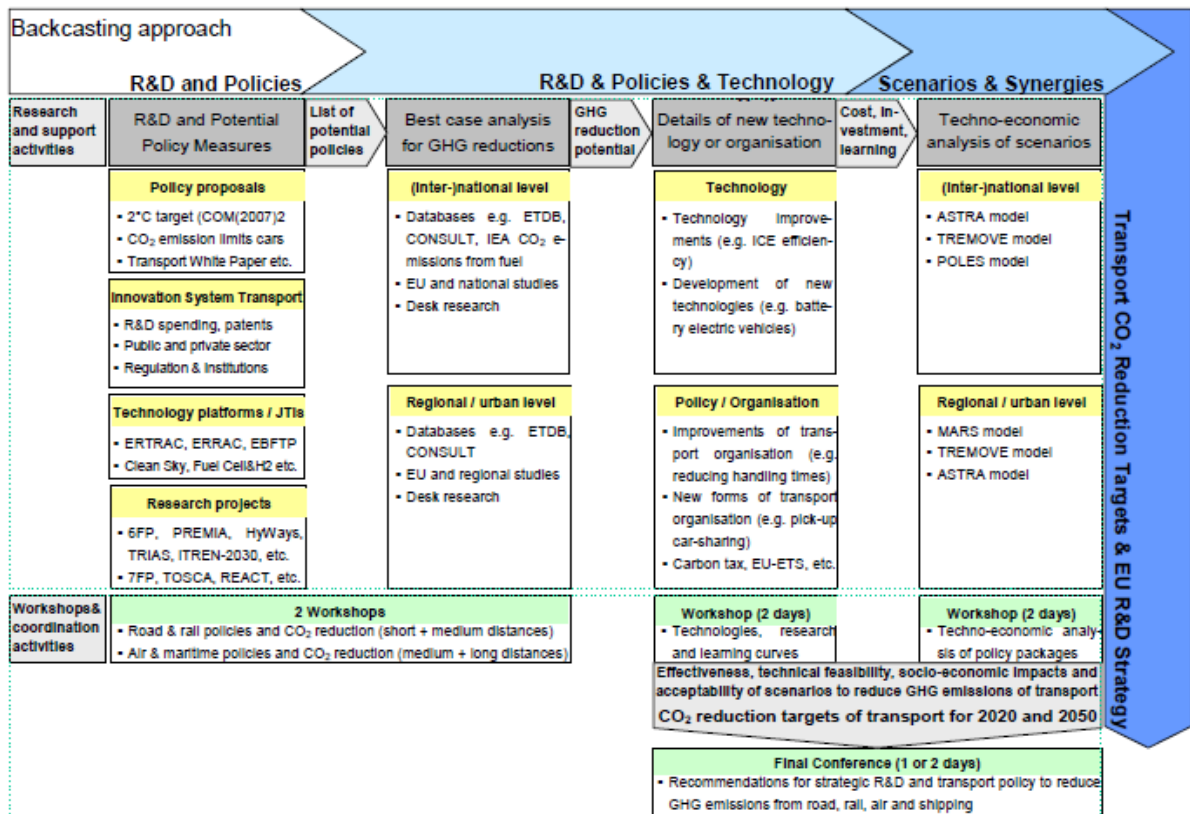 Backcasting approach
R&D and Policies
R&D & Policies & Technology
Scenarios & Synergies
Research
and support
activities
R&D and Potential
Policy Measures
List of
potential
policies
Best case analysis
for GHG reductions
GHG
reduction
potential
Details of new techno-
logy or organisation
Cost, in-
vestment,
learning
Techno-economic
analysis of scenarios
Policy proposals
▪ 2°C target (COM(2007)2
▪ CO₂ emission limits cars
▪ Transport White Paper etc.
Innovation System Transport
▪ R&D spending, patents
▪ Public and private sector
▪ Regulation & Institutions
Technology platforms / JTIs
▪ ERTRAC, ERRAC, EBFTP
▪ Clean Sky, Fuel Cell&H2 etc.
Research projects
▪ 6FP, PREMIA, HyWays,
TRIAS, ITREN-2030, etc.
▪ 7FP, TOSCA, REACT, etc.
(Inter-)national level
▪ Databases e.g. ETDB,
CONSULT, IEA CO₂ e-
missions from fuel
▪ EU and national studies
▪ Desk research
Regional / urban level
▪ Databases e.g. ETDB,
CONSULT
▪ EU and regional studies
▪ Desk research
Technology
▪ Technology improve-
ments (e.g. ICE efficien-
cy)
▪ Development of new
technologies (e.g. batte-
ry electric vehicles)
Policy / Organisation
▪ Improvements of trans-
port organisation (e.g.
reducing handling times)
▪ New forms of transport
organisation (e.g. pick-up
car-sharing)
▪ Carbon tax, EU-ETS, etc.
(Inter-)national level
▪ ASTRA model
▪ TREMOVE model
▪ POLES model
Regional / urban level
▪ MARS model
▪ TREMOVE model
▪ ASTRA model
Transport CO₂ Reduction Targets & EU R&D Strategy
Workshops&
coordination
activities
2 Workshops
▪ Road & rail policies and CO₂ reduction (short + medium distances)
▪ Air & maritime policies and CO₂ reduction (medium + long distances)
Workshop (2 days)
▪ Technologies, research
and learning curves
Workshop (2 days)
▪ Techno-economic analy-
sis of policy packages
Effectiveness, technical feasibility, socio-economic impacts and
acceptability of scenarios to reduce GHG emissions of transport
CO₂ reduction targets of transport for 2020 and 2050
Final Conference (1 or 2 days)
▪ Recommendations for strategic R&D and transport policy to reduce
GHG emissions from road, rail, air and shipping